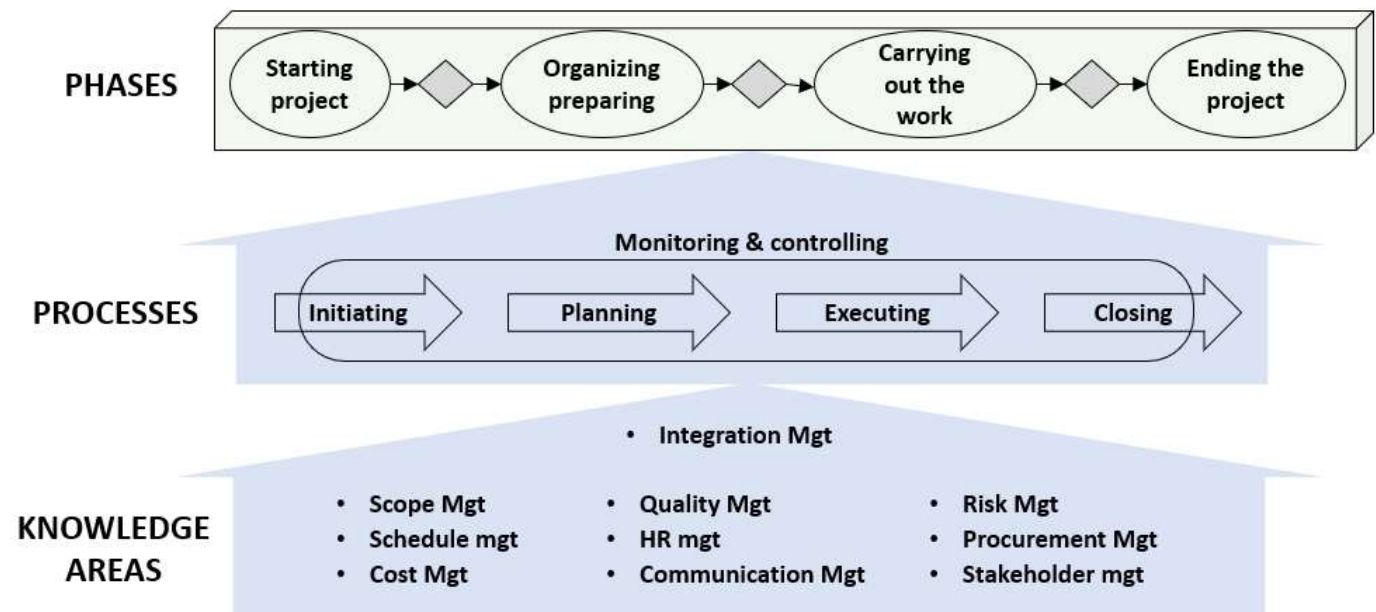 PHASES
Starting
project
Organizing
preparing
Carrying
out the
work
Ending the
project
PROCESSES
Monitoring & controlling
Initiating
Planning
Executing
Closing
KNOWLEDGE
AREAS
• Integration Mgt
• Scope Mgt
• Schedule mgt
• Cost Mgt
• Quality Mgt
• HR mgt
• Communication Mgt
• Risk Mgt
• Procurement Mgt
• Stakeholder mgt